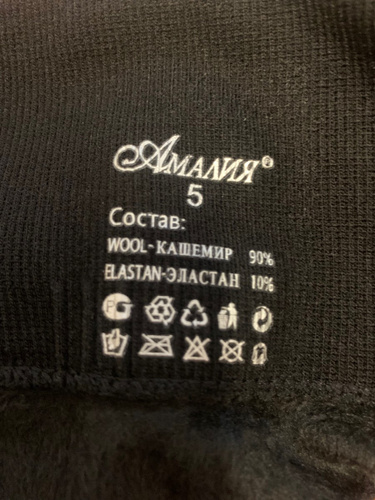 АМАЛИЯ®
5
Состав:
WOOL-КАШЕМИР 90%
ELASTAN-ЭЛАСТАН 10%